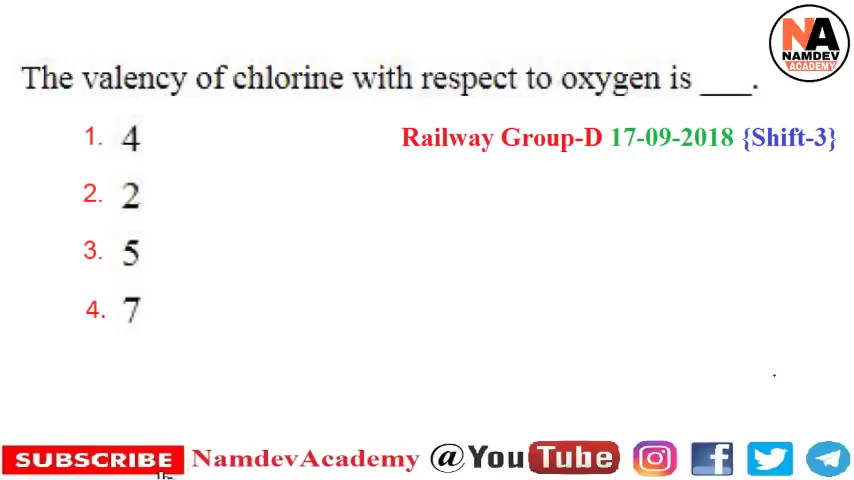 NA
NAMDEV
ACADEMY
The valency of chlorine with respect to oxygen is ___.
1. 4
Railway Group-D 17-09-2018 {Shift-3}
2. 2
3. 5
4. 7
SUBSCRIBE NamdevAcademy @YouTube